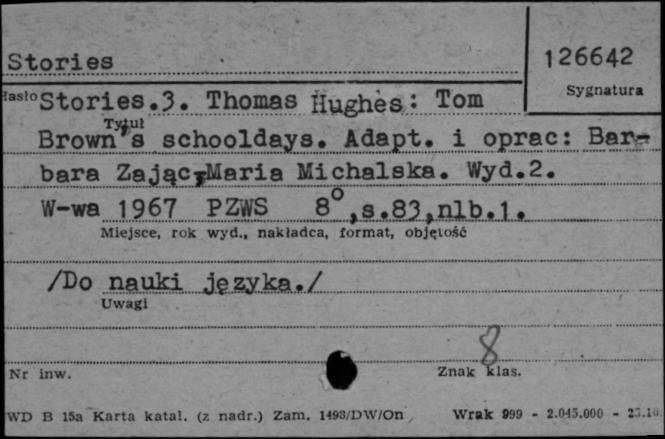 Stories
126642
Sygnatura
Hasło Stories.3. Thomas Hughes: Tom
Tytuł
Brown's schooldays. Adapt. i oprac: Bar-
bara Zając,Maria Michalska. Wyd.2.
W-wa 1967 PZWS 8°,s.83,nlb.1.
Miejsce, rok wyd., nakładca, format, objętość
/Do nauki języka./
Uwagi
8
Nr inw.
Znak klas.
WD B 15a Karta katal. (z nadr.) Zam. 1498/DW/On Wrak 999 - 2.045.000 -